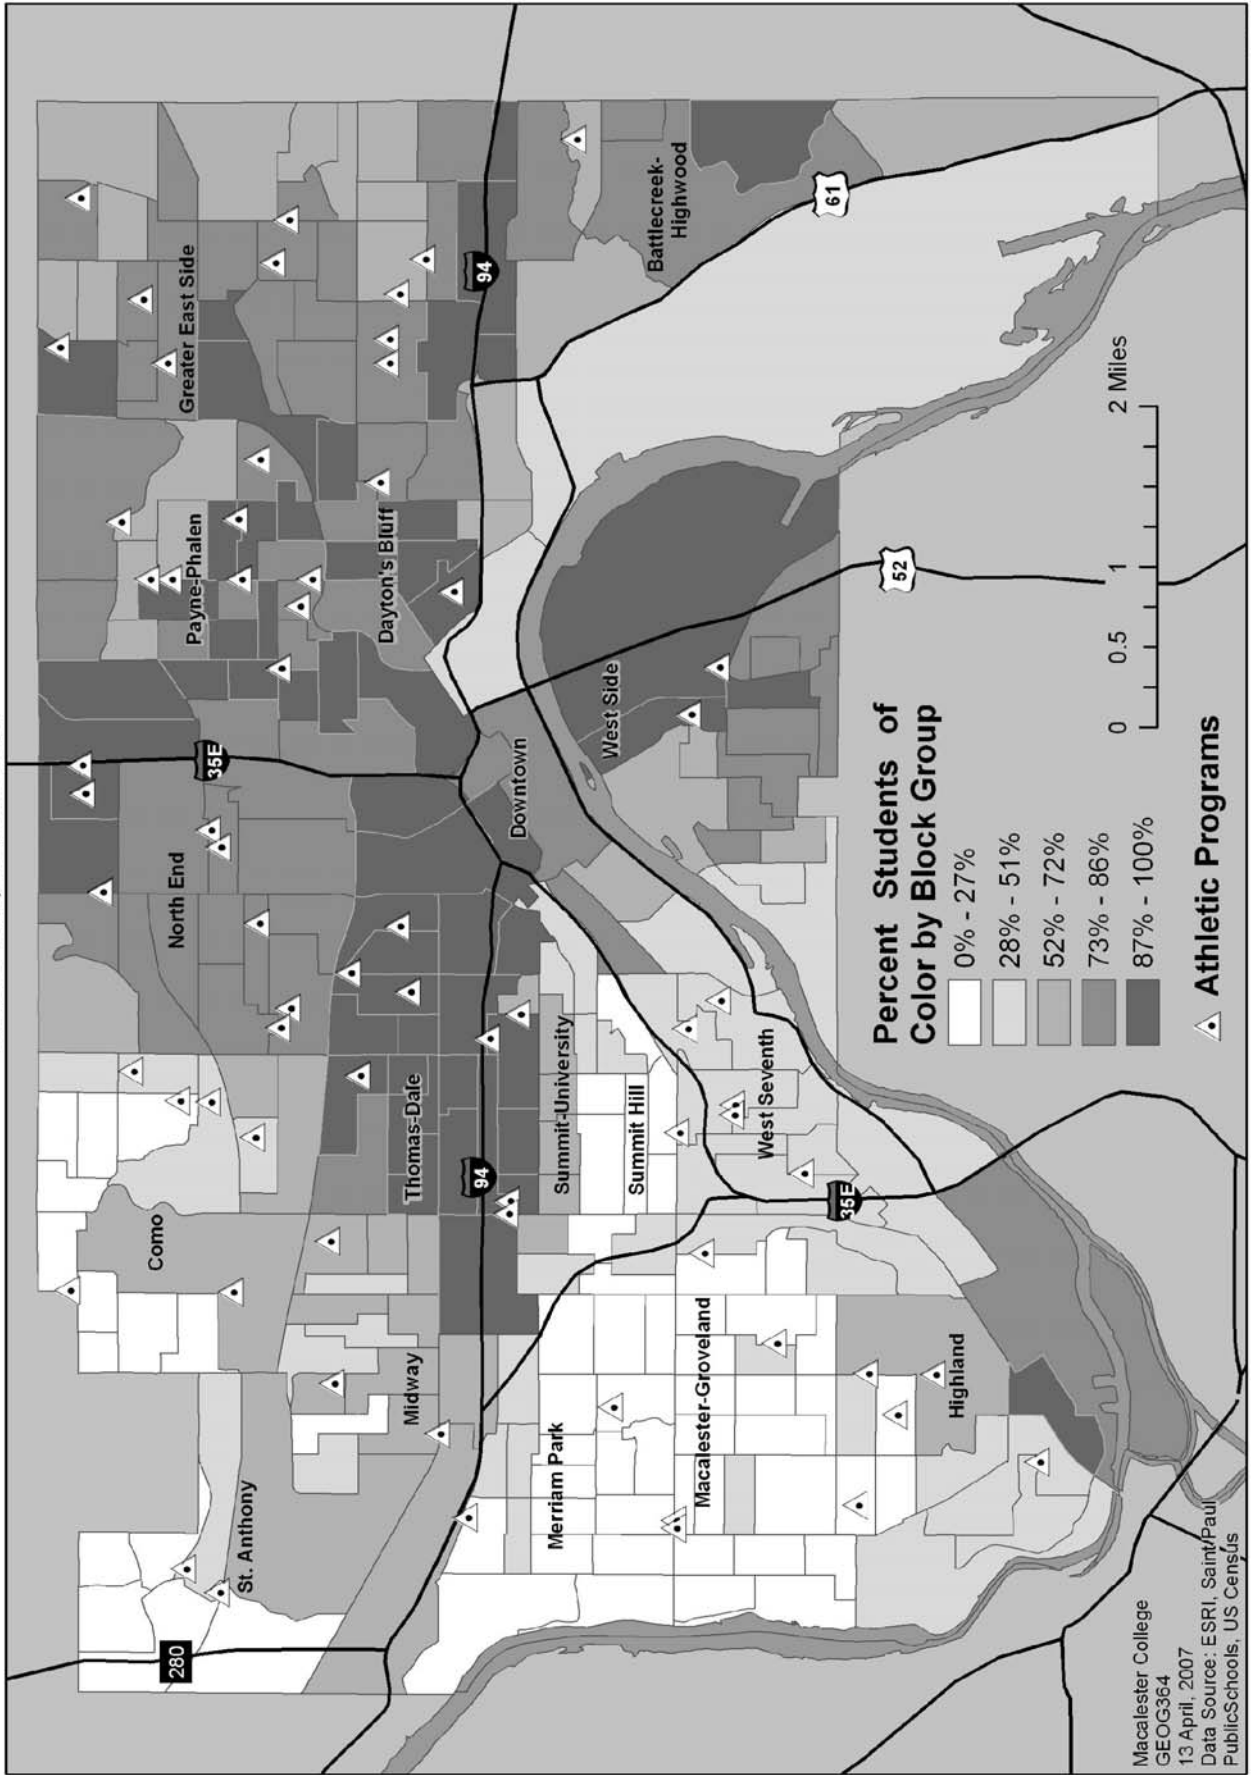 280
St. Anthony
Como
North End
35E
Payne-Phalen
Greater East Side
Midway
Thomas-Dale
Dayton's Bluff
94
94
Merriam Park
Summit-University
Downtown
Summit Hill
West Side
Battlecreek-
Highwood
Macalester-Groveland
West Seventh
61
35E
52
Highland
Percent Students of
Color by Block Group
0% - 27%
28% - 51%
52% - 72%
73% - 86%
87% - 100%
Athletic Programs
0 0.5 1 2 Miles
Macalester College
GEOG364
13 April, 2007
Data Source: ESRI, Saint Paul
PublicSchools, US Census